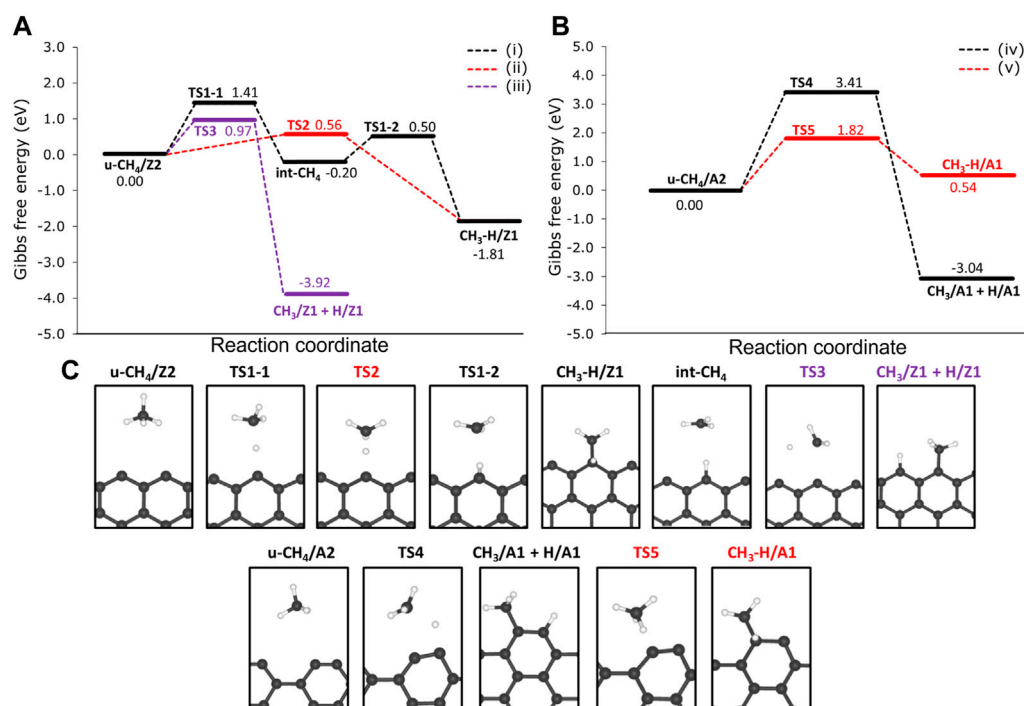 A
Gibbs free energy (eV)
3.0
2.0
1.0
0.0
-1.0
-2.0
-3.0
-4.0
-5.0
(i)
(ii)
(iii)
TS1-1 1.41
TS3 0.97
u-CH₄/Z2
0.00
TS2 0.56
int-CH₄ -0.20
TS1-2 0.50
CH₃-H/Z1
-1.81
-3.92
CH₃/Z1 + H/Z1
Reaction coordinate
B
Gibbs free energy (eV)
5.0
4.0
3.0
2.0
1.0
0.0
-1.0
-2.0
-3.0
-4.0
-5.0
(iv)
(v)
TS4 3.41
TS5 1.82
u-CH₄/A2
0.00
CH₃-H/A1
0.54
-3.04
CH₃/A1 + H/A1
Reaction coordinate
C
u-CH₄/Z2 TS1-1 TS2 TS1-2 CH₃-H/Z1 int-CH₄ TS3 CH₃/Z1 + H/Z1
u-CH₄/A2 TS4 CH₃/A1 + H/A1 TS5 CH₃-H/A1